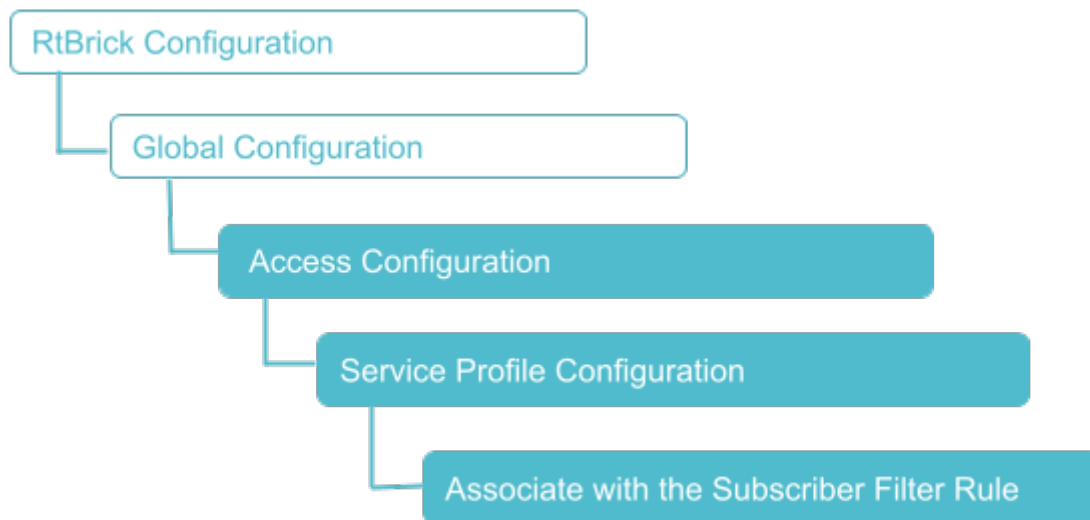 RtBrick Configuration
Global Configuration
Access Configuration
Service Profile Configuration
Associate with the Subscriber Filter Rule